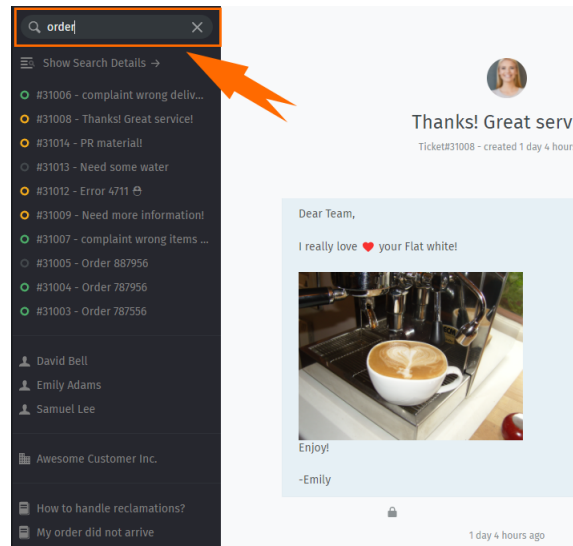 order
Show Search Details →
#31006 - complaint wrong deliv...
#31008 - Thanks! Great service!
#31014 - PR material!
#31013 - Need some water
#31012 - Error 4711
#31009 - Need more information!
#31007 - complaint wrong items ...
#31005 - Order 887956
#31004 - Order 787956
#31003 - Order 787556
David Bell
Emily Adams
Samuel Lee
Awesome Customer Inc.
How to handle reclamations?
My order did not arrive
Thanks! Great serv
Ticket#31008 - created 1 day 4 hour
Dear Team,
I really love ❤ your Flat white!
Enjoy!
-Emily
1 day 4 hours ago